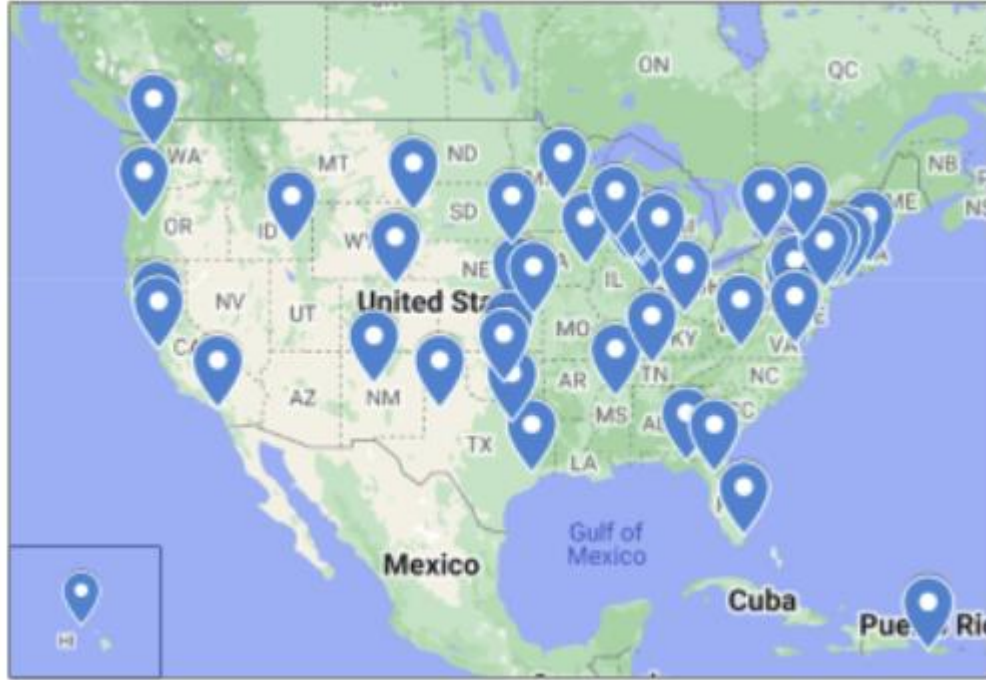 ON
QC
WA
MT
ND
NB
ME
OR
ID
SD
WY
NE
IL
NV
United Sta
UT
MO
KY
CA
VA
AZ
NM
AR
TN
NC
MS
AL
TX
LA
Gulf of
Mexico
Mexico
Cuba
HI